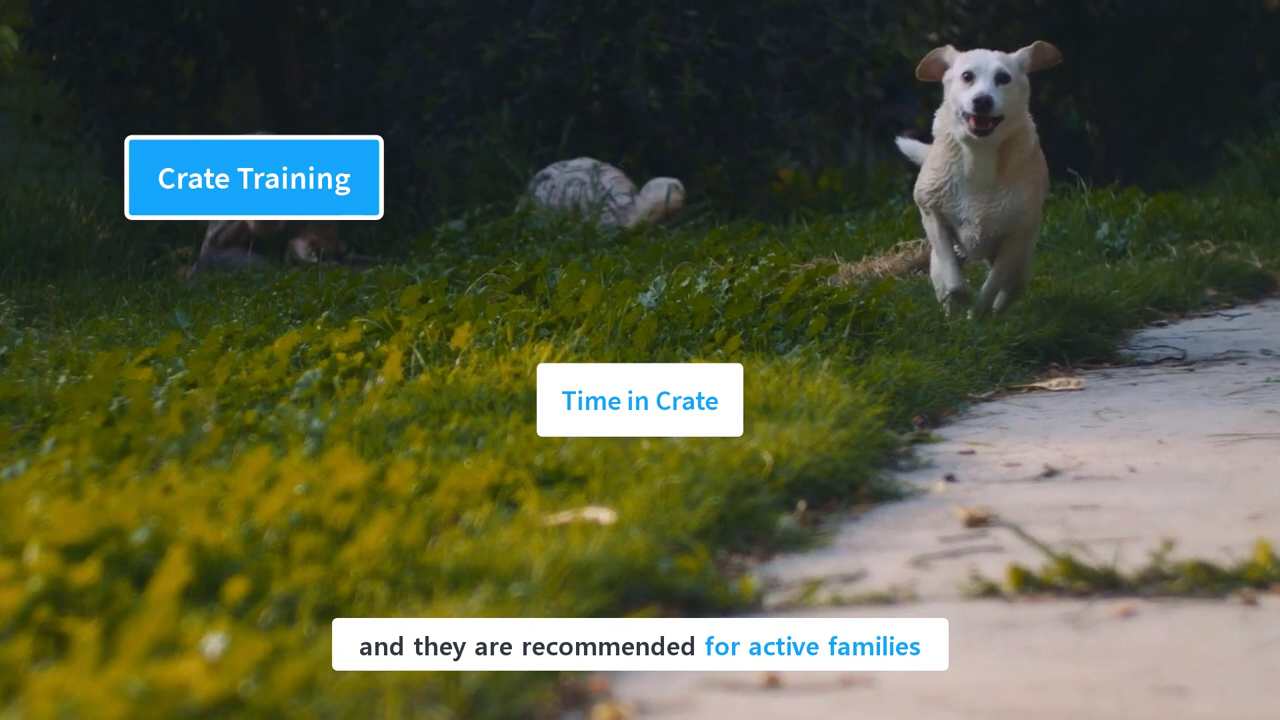 Crate Training
Time in Crate
and they are recommended for active families